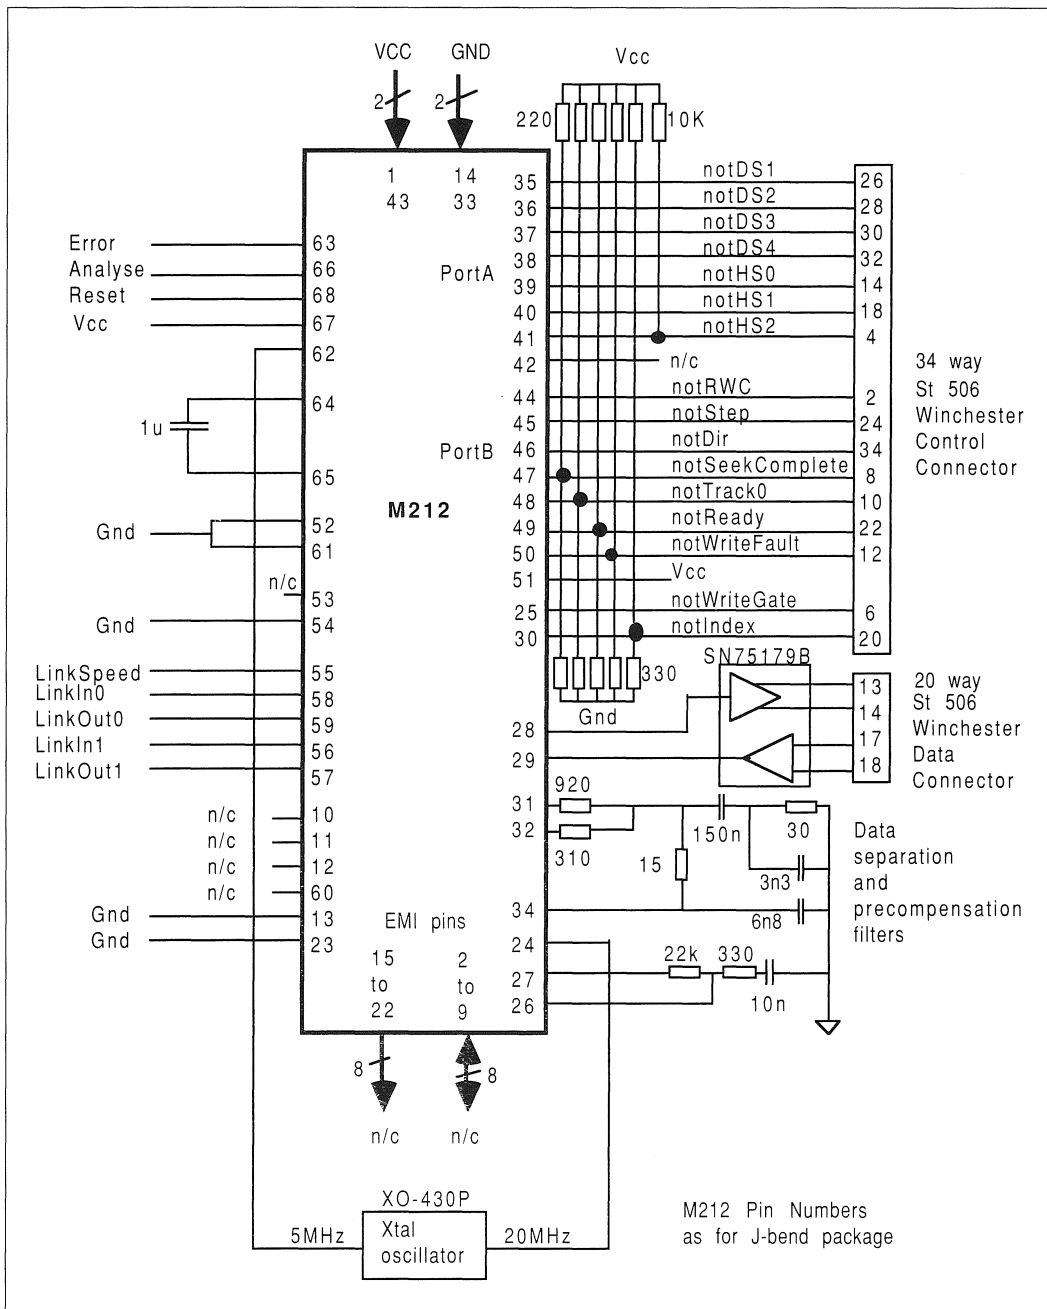 VCC GND
Vcc
2 2
220 10K
1 14
43 33
35 notDS1 26
36 notDS2 28
37 notDS3 30
38 notDS4 32
PortA
39 notHS0 14
40 notHS1 18
41 notHS2 4
42 n/c
44 notRWC 2
45 notStep 24
PortB
46 notDir 34
47 notSeekComplete 8
48 notTrack0 10
49 notReady 22
50 notWriteFault 12
51 Vcc
25 notWriteGate 6
30 notIndex 20
34 way
St 506
Winchester
Control
Connector
Error 63
Analyse 66
Reset 68
Vcc 67
62
64
1u
65
M212
Gnd 52
61
n/c 53
Gnd 54
LinkSpeed 55
LinkIn0 58
LinkOut0 59
LinkIn1 56
LinkOut1 57
n/c 10
n/c 11
n/c 12
n/c 60
Gnd 13
Gnd 23
330
Gnd
SN75179B
28
29
13
14
17
18
20 way
St 506
Winchester
Data
Connector
31 920
32 310
150n 30
15
3n3
34 6n8
Data
separation
and
precompensation
filters
24
27 22k 330
26 10n
EMI pins
15 2
to to
22 9
8 8
n/c n/c
XO-430P
5MHz Xtal 20MHz
oscillator
M212 Pin Numbers
as for J-bend package